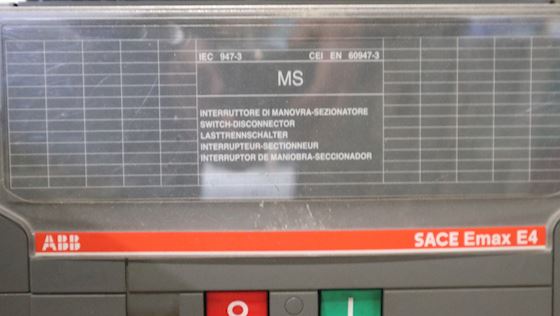 IEC 947-3 CEI EN 60947-3
MS
INTERRUTTORE DI MANOVRA-SEZIONATORE
SWITCH-DISCONNECTOR
LASTTRENNSCHALTER
INTERRUPTEUR-SECTIONNEUR
INTERRUPTOR DE MANIOBRA-SECCIONADOR
ABB SACE Emax E4
O I